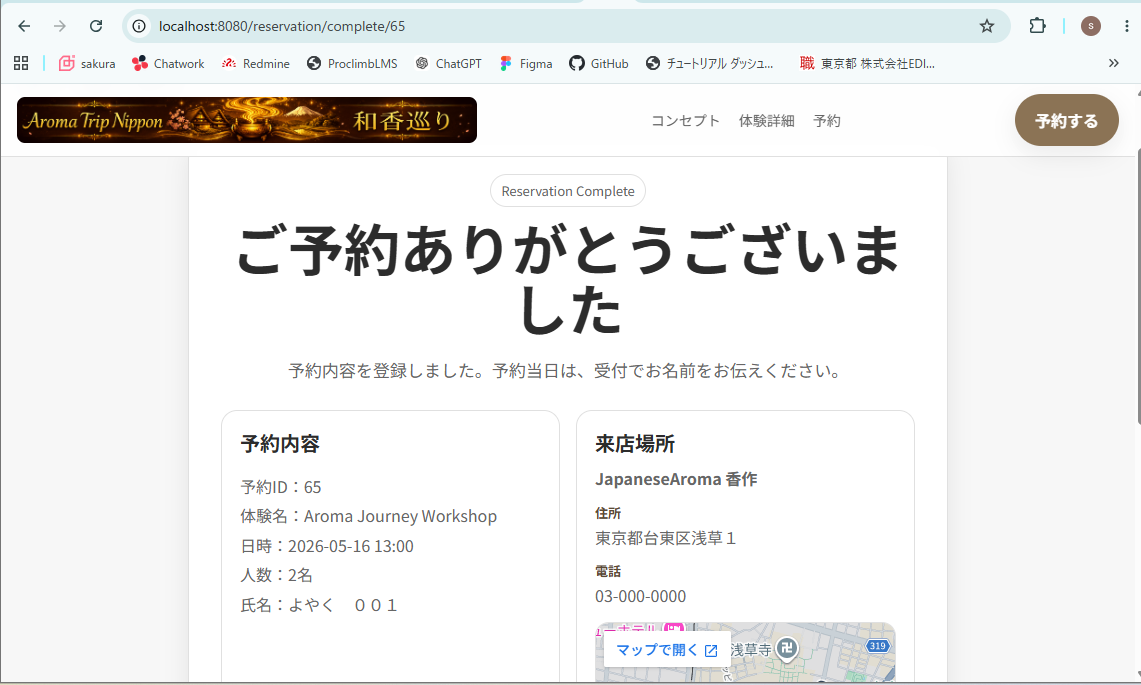 localhost:8080/reservation/complete/65
S
sakura
Chatwork
Redmine
ProclimbLMS
ChatGPT
Figma
GitHub
チュートリアル ダッシュ...
職 東京都 株式会社EDI...
Aroma Trip Nippon 和香巡り
コンセプト
体験詳細
予約
予約する
Reservation Complete
ご予約ありがとうございま
した
予約内容を登録しました。予約当日は、受付でお名前をお伝えください。
予約内容
予約ID：65
体験名：Aroma Journey Workshop
日時：2026-05-16 13:00
人数：2名
氏名：よやく　００１
来店場所
JapaneseAroma 香作
住所
東京都台東区浅草１
電話
03-000-0000
マップで開く
浅草寺
319